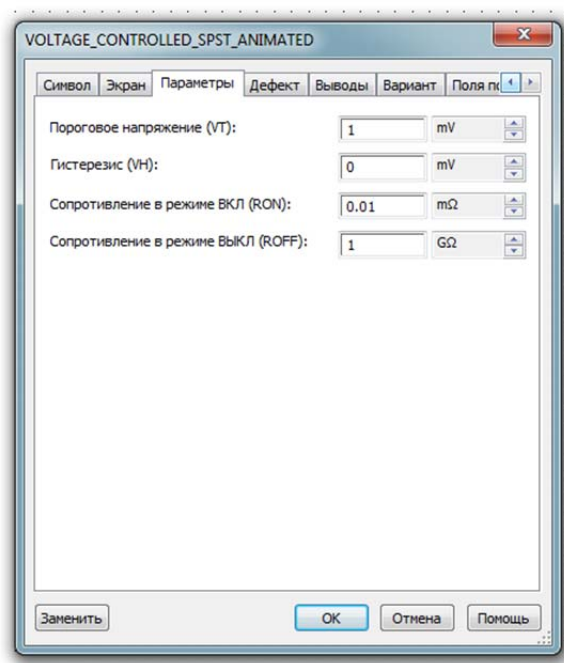 VOLTAGE_CONTROLLED_SPST_ANIMATED
Символ Экран Параметры Дефект Выводы Вариант Поля
Пороговое напряжение (VT): 1 mV
Гистерезис (VH): 0 mV
Сопротивление в режиме ВКЛ (RON): 0.01 mΩ
Сопротивление в режиме ВЫКЛ (ROFF): 1 GΩ
Заменить OK Отмена Помощь